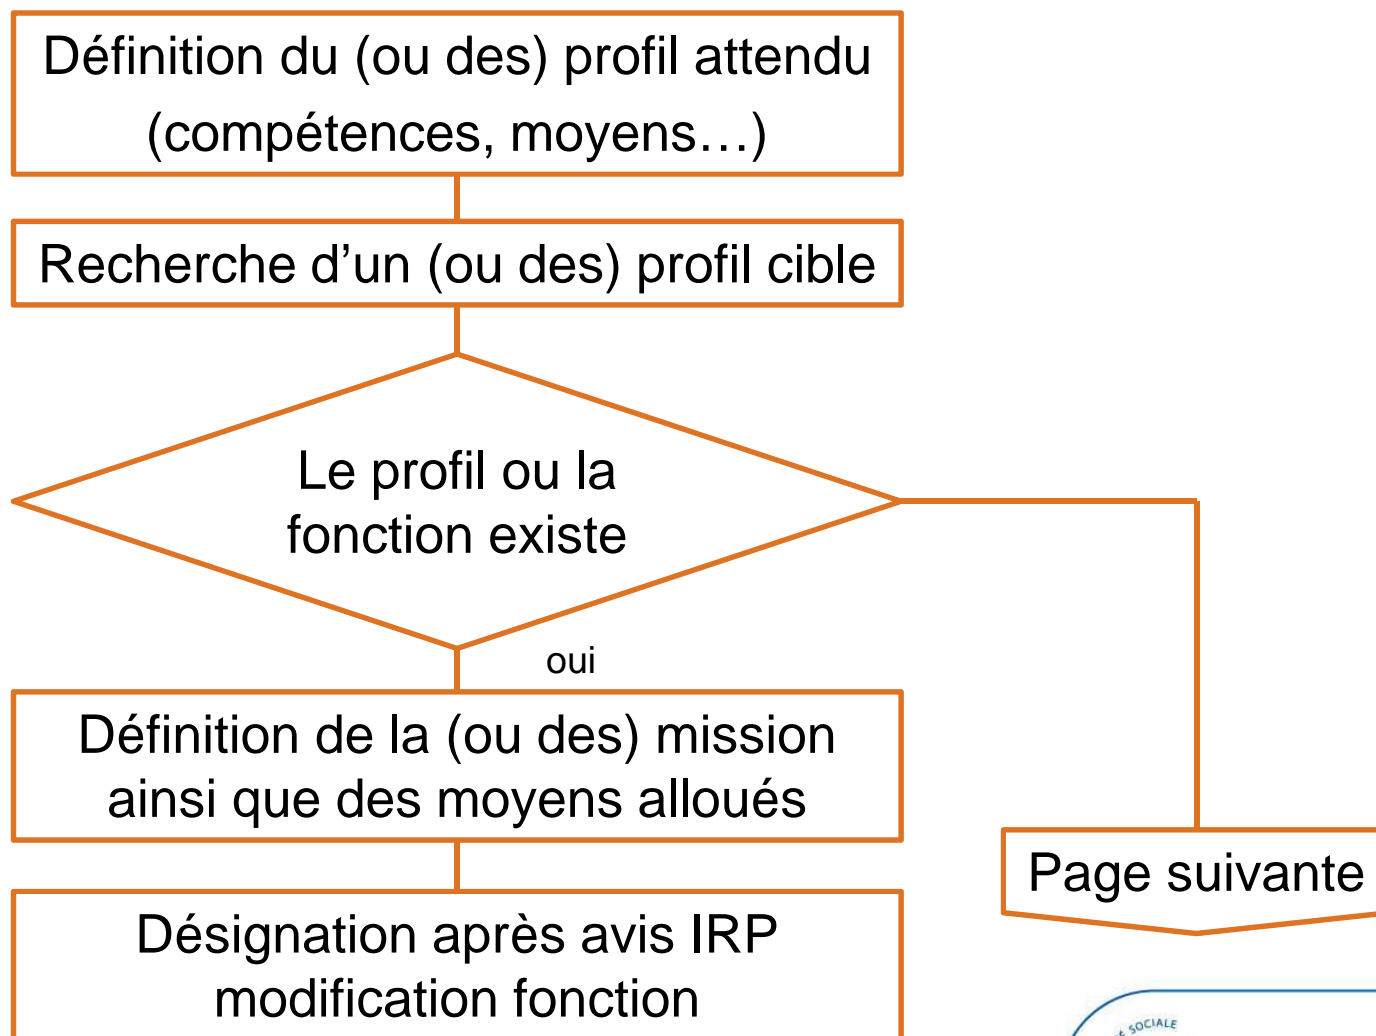 Définition du (ou des) profil attendu
(compétences, moyens…)
Recherche d'un (ou des) profil cible
Le profil ou la
fonction existe
oui
Définition de la (ou des) mission
ainsi que des moyens alloués
Page suivante
Désignation après avis IRP
modification fonction
SOCIALE